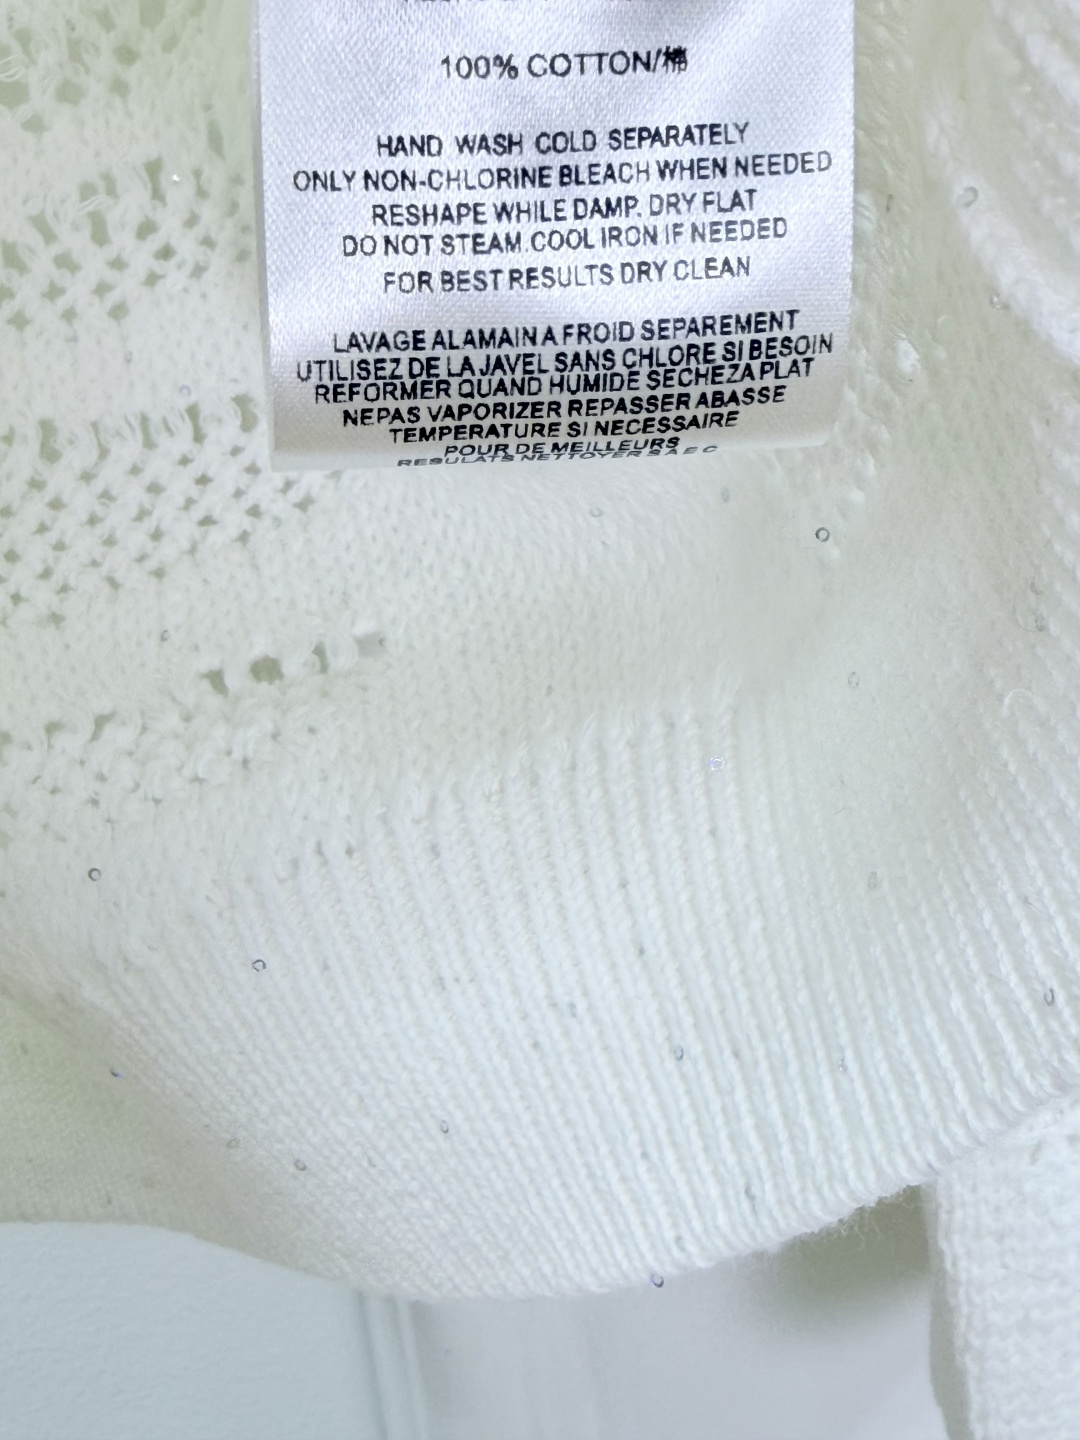 100% COTTON/棉
HAND WASH COLD SEPARATELY
ONLY NON-CHLORINE BLEACH WHEN NEEDED
RESHAPE WHILE DAMP. DRY FLAT
DO NOT STEAM.COOL IRON IF NEEDED
FOR BEST RESULTS DRY CLEAN
LAVAGE ALAMAIN A FROID SEPAREMENT
UTILISEZ DE LA JAVEL SANS CHLORE SI BESOIN
REFORMER QUAND HUMIDE SECHEZA PLAT
NEPAS VAPORIZER REPASSER ABASSE
TEMPERATURE SI NECESSAIRE
POUR DE MEILLEURS
RESULATS NETTOYER SAEC